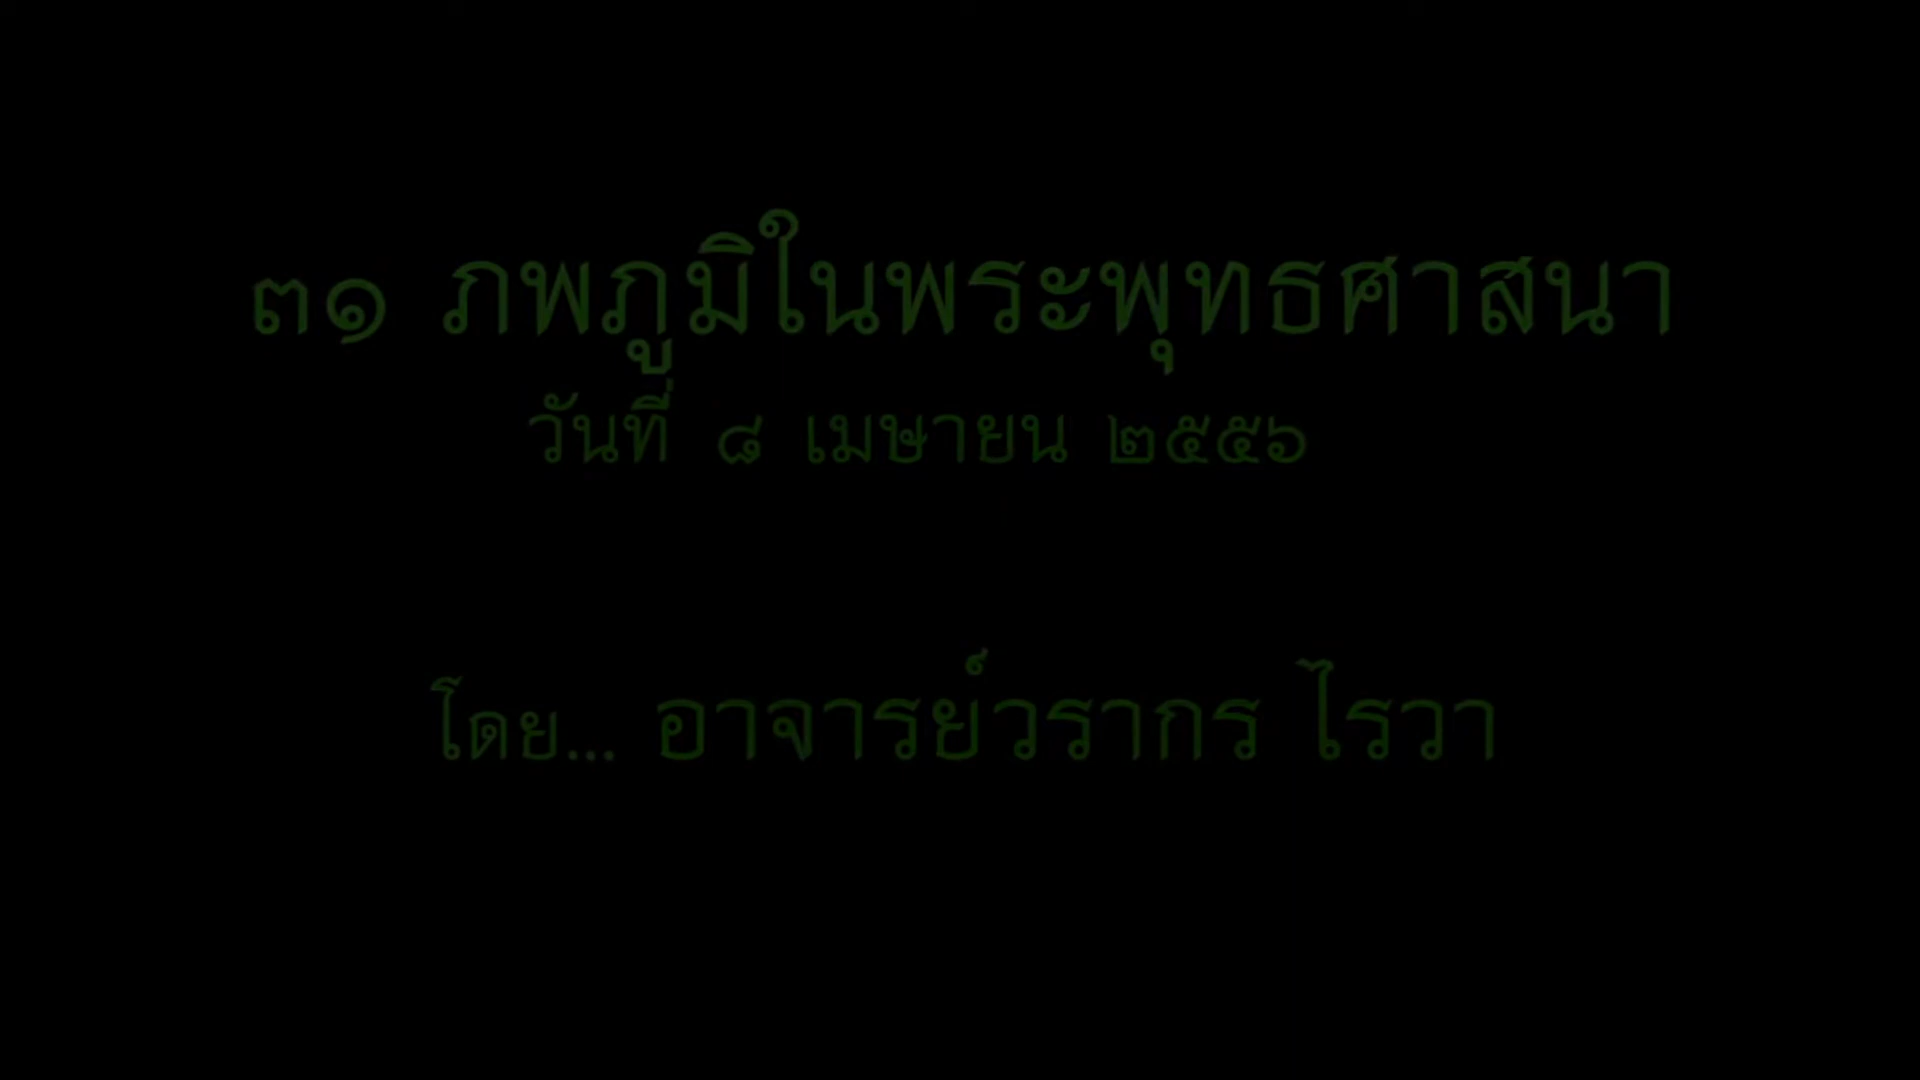 ๓๑ ภพภูมิในพระพุทธศาสนา
วันที่ ๘ เมษายน ๒๕๕๖
โดย... อาจารย์วรากร ไรวา